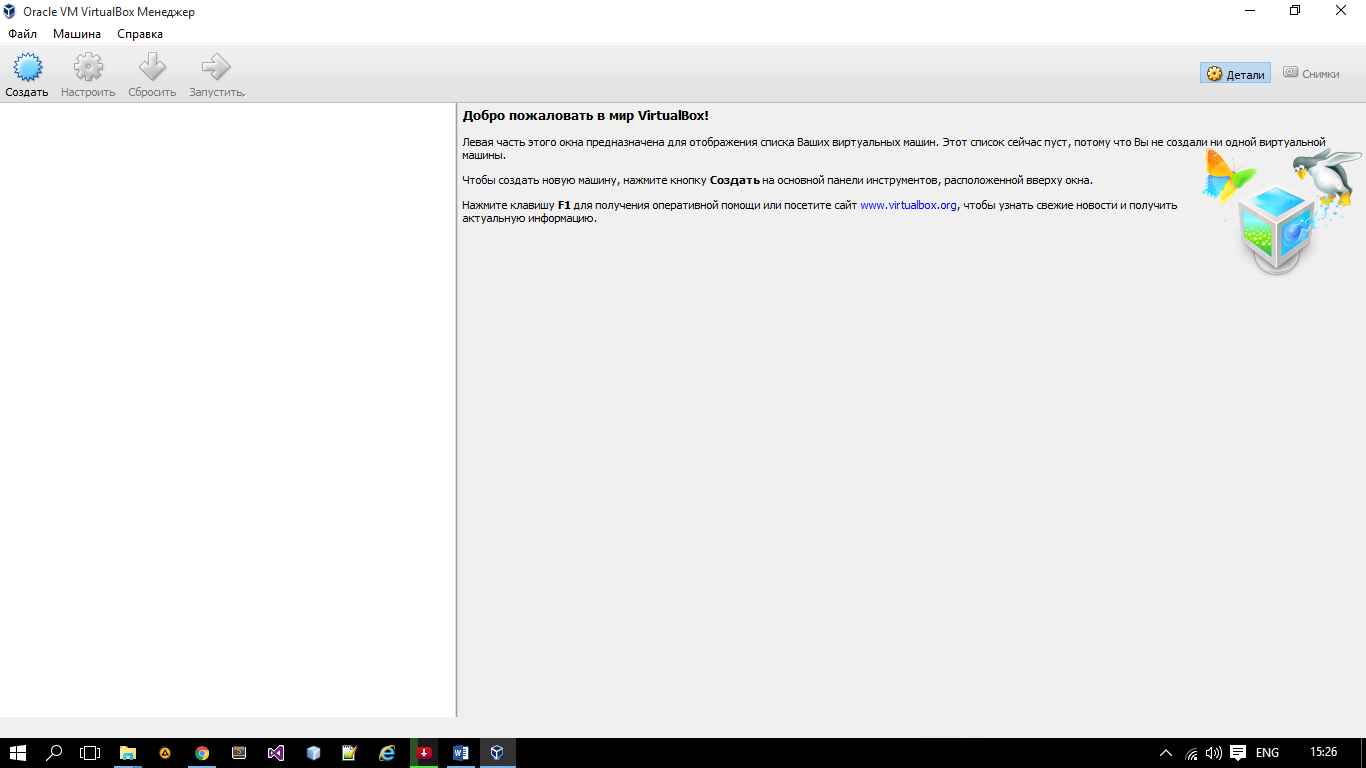 Oracle VM VirtualBox Менеджер
Файл Машина Справка
Создать Настроить Сбросить Запустить
Детали Снимки
Добро пожаловать в мир VirtualBox!
Левая часть этого окна предназначена для отображения списка Ваших виртуальных машин. Этот список сейчас пуст, потому что Вы не создали ни одной виртуальной
машины.
Чтобы создать новую машину, нажмите кнопку Создать на основной панели инструментов, расположенной вверху окна.
Нажмите клавишу F1 для получения оперативной помощи или посетите сайт www.virtualbox.org, чтобы узнать свежие новости и получить
актуальную информацию.
ENG 15:26